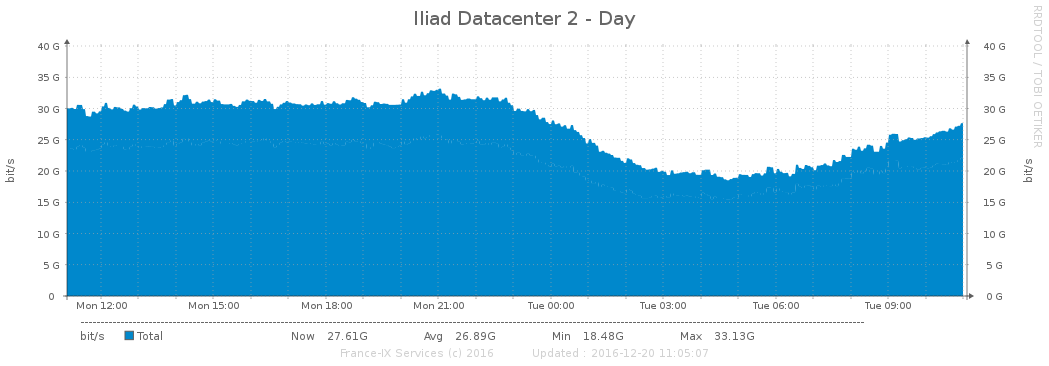 Iliad Datacenter 2 - Day
RRDTOOL / TOBI OETIKER
40 G 40 G
35 G 35 G
30 G 30 G
25 G 25 G
20 G 20 G
15 G 15 G
10 G 10 G
5 G 5 G
0 0 G
bit/s
bit/s
Mon 12:00 Mon 15:00 Mon 18:00 Mon 21:00 Tue 00:00 Tue 03:00 Tue 06:00 Tue 09:00
bit/s Total Now 27.61G Avg 26.89G Min 18.48G Max 33.13G
France-IX Services (c) 2016 Updated : 2016-12-20 11:05:07